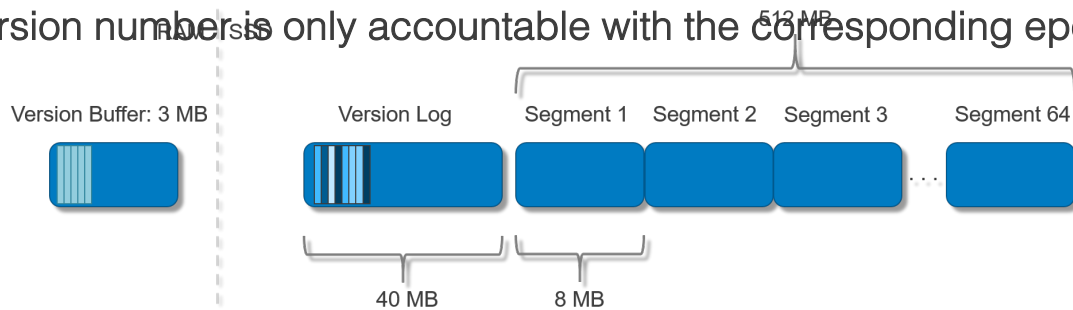 rsion number is only accountable with the corresponding epo
512 MB
RAM SSD
Version Buffer: 3 MB Version Log Segment 1 Segment 2 Segment 3 Segment 64
. . .
40 MB 8 MB